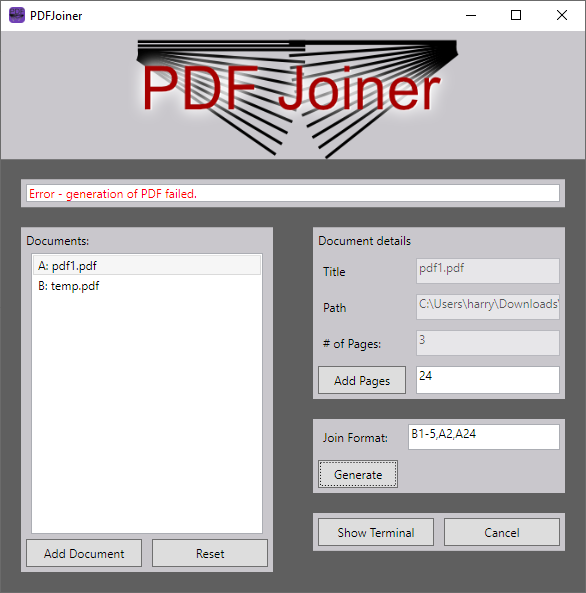 PDFJoiner
PDF Joiner
Error - generation of PDF failed.
Documents:
A: pdf1.pdf
B: temp.pdf
Add Document
Reset
Document details
Title
pdf1.pdf
Path
C:\Users\harry\Downloads
# of Pages:
3
Add Pages
24
Join Format:
B1-5,A2,A24
Generate
Show Terminal
Cancel